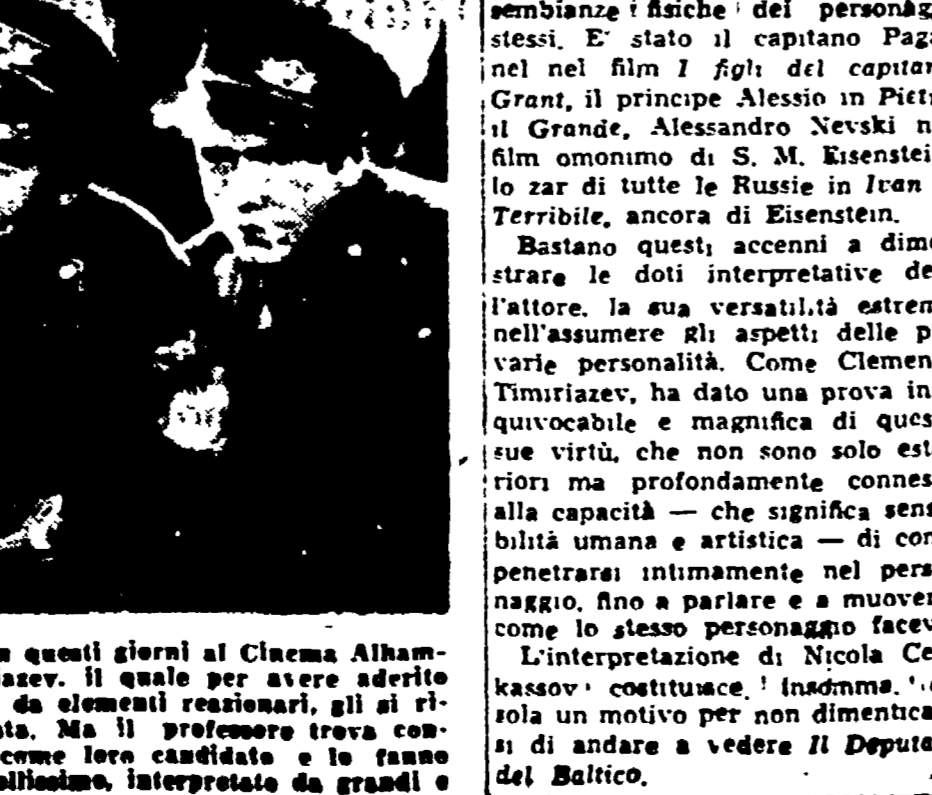 sembianze fisiche dei personag
stessi. E' stato il capitano Paga
nel nel film I figli del capitan
Grant, il principe Alessio in Pietr
il Grande, Alessandro Nevski n
film omonimo di S. M. Eisenstei
lo zar di tutte le Russie in Ivan
Terribile, ancora di Eisenstein.
Bastano questi accenni a dimo
strare le doti interpretative de
l'attore, la sua versatilità estrem
nell'assumere gli aspetti delle p
varie personalità. Come Clemen
Timiriazev, ha dato una prova in
quivocabile e magnifica di ques
sue virtù, che non sono solo est
riori ma profondamente connes
alla capacità — che significa sens
bilità umana e artistica — di com
penetrarsi intimamente nel pers
naggio, fino a parlare e a muover
come lo stesso personaggio facev
L'interpretazione di Nicola Ce
kassov costituisce, insomma,
sola un motivo per non dimentica
si di andare a vedere Il Deputa
del Baltico.
n questi giorni al Cinema Alham-
azev. il quale per avere aderito
da elementi reazionari, gli si ri-
ta. Ma il professore trova con-
come loro candidato e lo fanno
ellissimo, interpretato da grandi e